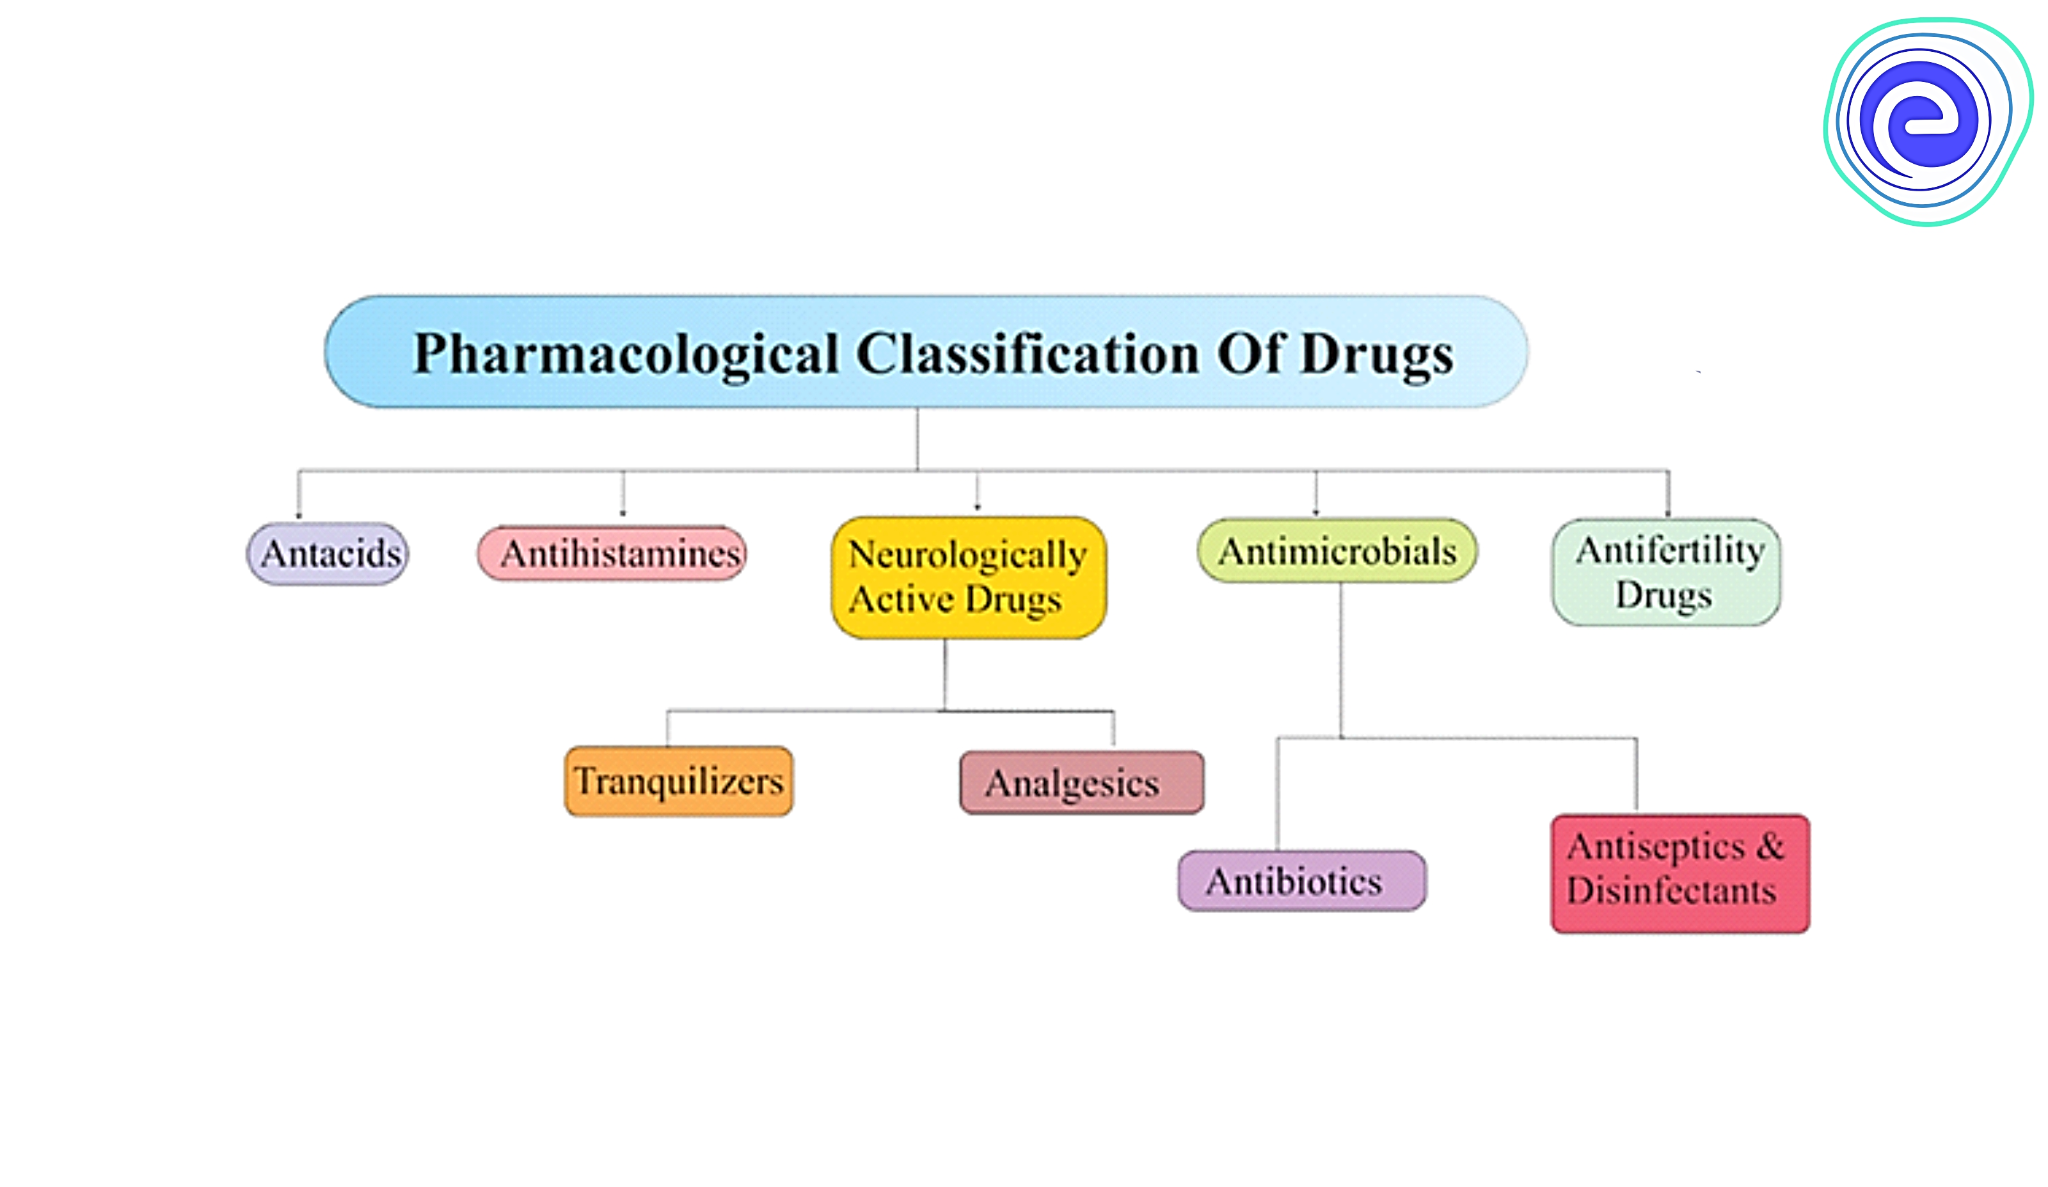 Pharmacological Classification Of Drugs
Antacids
Antihistamines
Neurologically
Active Drugs
Antimicrobials
Antifertility
Drugs
Tranquilizers
Analgesics
Antibiotics
Antiseptics &
Disinfectants